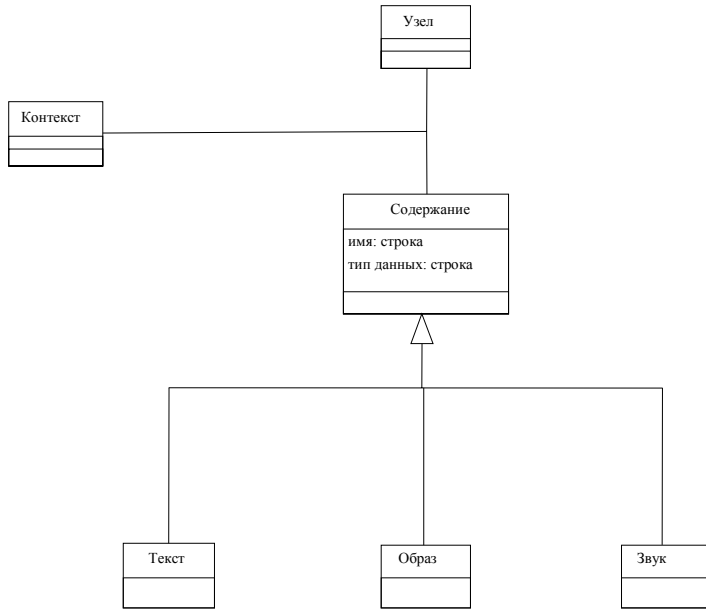 Узел
Контекст
Содержание
имя: строка
тип данных: строка
Текст
Образ
Звук